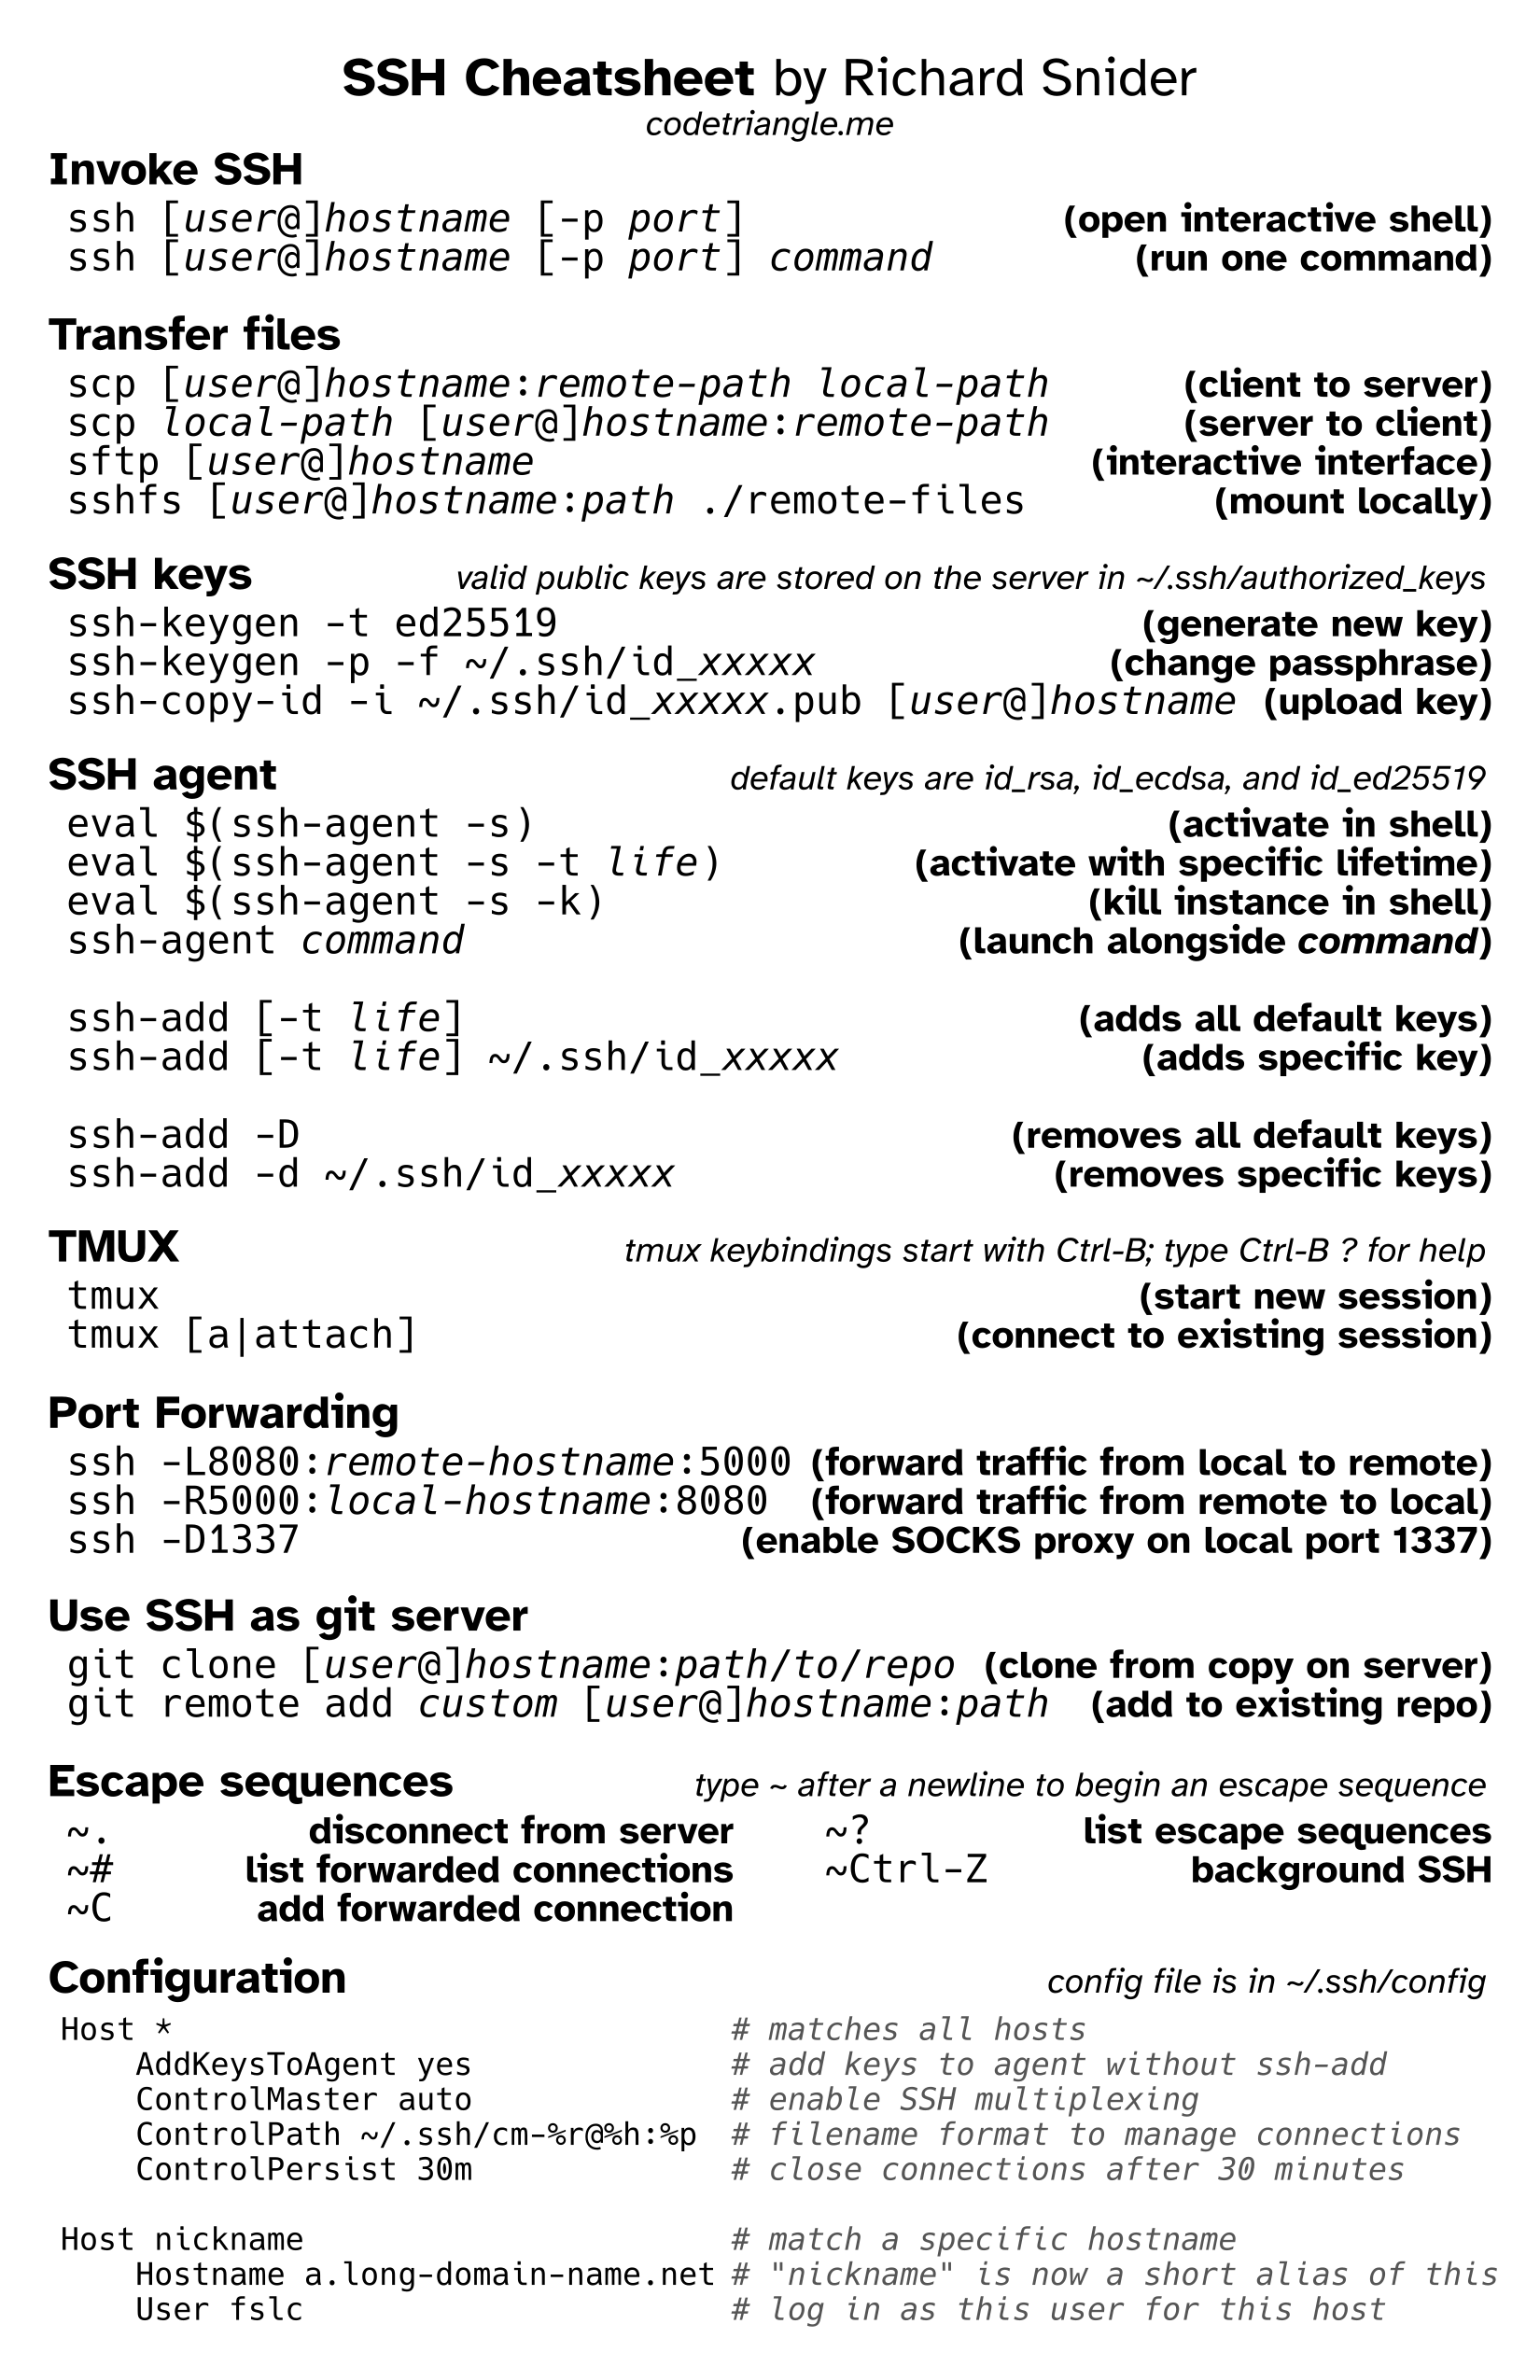 SSH Cheatsheet by Richard Snider
codetriangle.me
Invoke SSH
ssh [user@]hostname [-p port] (open interactive shell)
ssh [user@]hostname [-p port] command (run one command)
Transfer files
scp [user@]hostname:remote-path local-path (client to server)
scp local-path [user@]hostname:remote-path (server to client)
sftp [user@]hostname (interactive interface)
sshfs [user@]hostname:path ./remote-files (mount locally)
SSH keys valid public keys are stored on the server in ~/.ssh/authorized_keys
ssh-keygen -t ed25519 (generate new key)
ssh-keygen -p -f ~/.ssh/id_xxxxx (change passphrase)
ssh-copy-id -i ~/.ssh/id_xxxxx.pub [user@]hostname (upload key)
SSH agent default keys are id_rsa, id_ecdsa, and id_ed25519
eval $(ssh-agent -s) (activate in shell)
eval $(ssh-agent -s -t life) (activate with specific lifetime)
eval $(ssh-agent -s -k) (kill instance in shell)
ssh-agent command (launch alongside command)
ssh-add [-t life] (adds all default keys)
ssh-add [-t life] ~/.ssh/id_xxxxx (adds specific key)
ssh-add -D (removes all default keys)
ssh-add -d ~/.ssh/id_xxxxx (removes specific keys)
TMUX tmux keybindings start with Ctrl-B; type Ctrl-B ? for help
tmux (start new session)
tmux [a|attach] (connect to existing session)
Port Forwarding
ssh -L8080:remote-hostname:5000 (forward traffic from local to remote)
ssh -R5000:local-hostname:8080 (forward traffic from remote to local)
ssh -D1337 (enable SOCKS proxy on local port 1337)
Use SSH as git server
git clone [user@]hostname:path/to/repo (clone from copy on server)
git remote add custom [user@]hostname:path (add to existing repo)
Escape sequences type ~ after a newline to begin an escape sequence
~. disconnect from server ~? list escape sequences
~# list forwarded connections ~Ctrl-Z background SSH
~C add forwarded connection
Configuration config file is in ~/.ssh/config
Host * # matches all hosts
AddKeysToAgent yes # add keys to agent without ssh-add
ControlMaster auto # enable SSH multiplexing
ControlPath ~/.ssh/cm-%r@%h:%p # filename format to manage connections
ControlPersist 30m # close connections after 30 minutes
Host nickname # match a specific hostname
Hostname a.long-domain-name.net # "nickname" is now a short alias of this
User fslc # log in as this user for this host